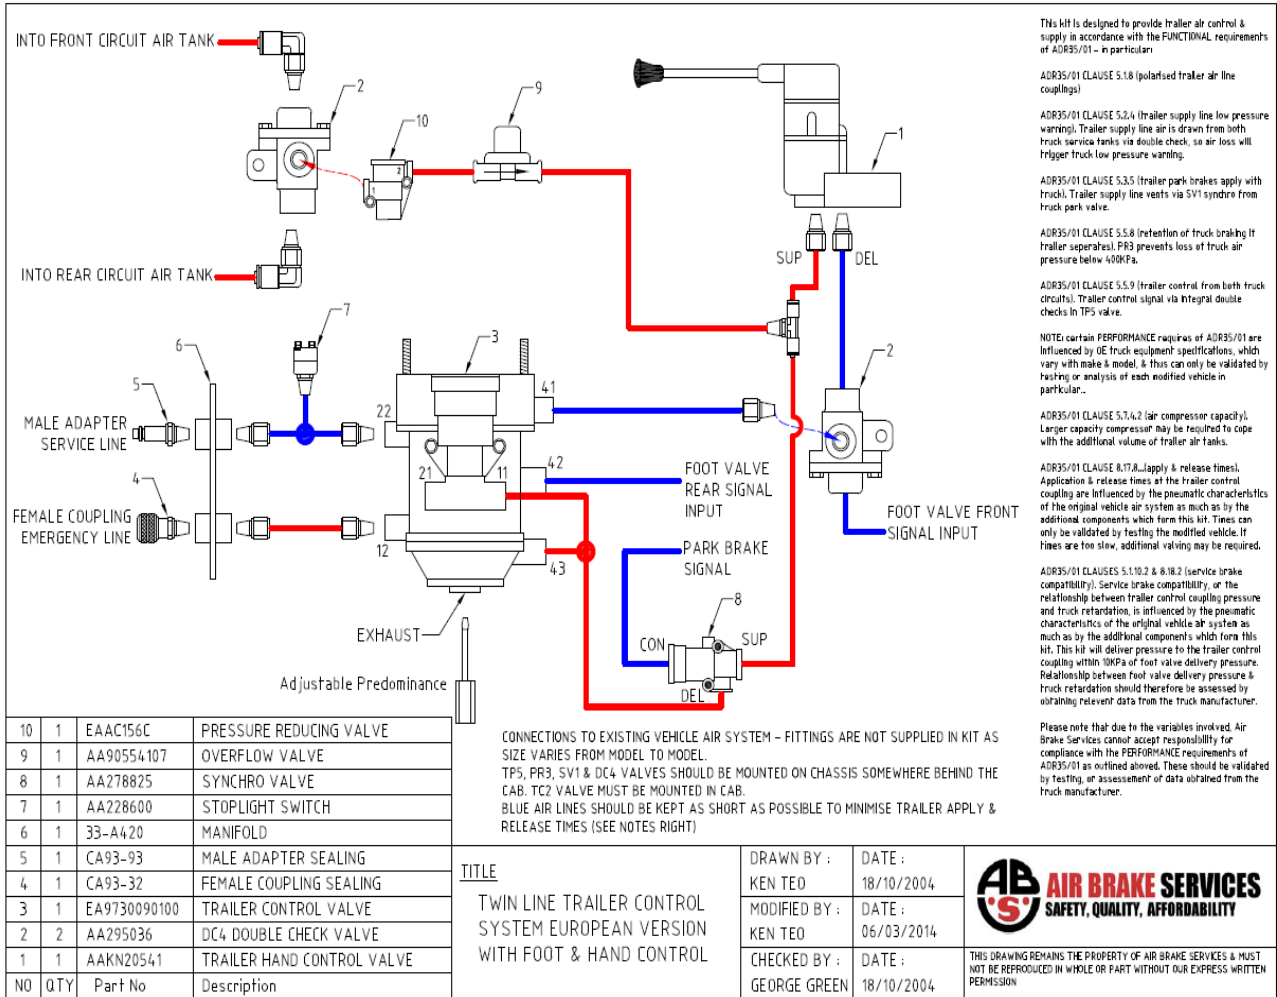 INTO FRONT CIRCUIT AIR TANK
2
9
10
1
2
1
INTO REAR CIRCUIT AIR TANK
SUP
DEL
7
3
6
5
2
41
22
MALE ADAPTER
SERVICE LINE
42
21
11
4
FOOT VALVE
REAR SIGNAL
INPUT
FEMALE COUPLING
EMERGENCY LINE
12
43
FOOT VALVE FRONT
SIGNAL INPUT
PARK BRAKE
SIGNAL
8
EXHAUST
CON
SUP
DEL
Adjustable Predominance
CONNECTIONS TO EXISTING VEHICLE AIR SYSTEM - FITTINGS ARE NOT SUPPLIED IN KIT AS
SIZE VARIES FROM MODEL TO MODEL.
TP5, PR3, SV1 & DC4 VALVES SHOULD BE MOUNTED ON CHASSIS SOMEWHERE BEHIND THE
CAB. TC2 VALVE MUST BE MOUNTED IN CAB.
BLUE AIR LINES SHOULD BE KEPT AS SHORT AS POSSIBLE TO MINIMISE TRAILER APPLY &
RELEASE TIMES (SEE NOTES RIGHT)
This kit is designed to provide trailer air control &
supply in accordance with the FUNCTIONAL requirements
of ADR35/01 - in particular:
ADR35/01 CLAUSE 5.1.8 (polarised trailer air line
couplings)
ADR35/01 CLAUSE 5.2.4 (trailer supply line low pressure
warning). Trailer supply line air is drawn from both
truck service tanks via double check, so air loss will
trigger truck low pressure warning.
ADR35/01 CLAUSE 5.3.5 (trailer park brakes apply with
truck). Trailer supply line vents via SV1 synchro from
truck park valve.
ADR35/01 CLAUSE 5.5.8 (retention of truck braking it
trailer seperates). PR3 prevents loss of truck air
pressure below 400KPa.
ADR35/01 CLAUSE 5.5.9 (trailer control from both truck
circuits). Trailer control signal via integral double
checks in TP5 valve.
NOTE: certain PERFORMANCE requires of ADR35/01 are
influenced by OE truck equipment specifications, which
vary with make & model, & thus can only be validated by
testing or analysis of each modified vehicle in
particular..
ADR35/01 CLAUSE 5.7.4.2 (air compressor capacity).
Larger capacity compressor may be required to cope
with the additional volume of trailer air tanks.
ADR35/01 CLAUSE 8.17.8...(apply & release times).
Application & release times at the trailer control
coupling are influenced by the pneumatic characteristics
of the original vehicle air system as much as by the
additional components which form this kit. Times can
only be validated by testing the modified vehicle. If
times are too slow, additional valving may be required.
ADR35/01 CLAUSES 5.1.10.2 & 8.18.2 (service brake
compatibility). Service brake compatibility, or the
relationship between trailer control coupling pressure
and truck retardation, is influenced by the pneumatic
characteristics of the original vehicle air system as
much as by the additional components which form this
kit. This kit will deliver pressure to the trailer control
coupling within 10KPa of foot valve delivery pressure.
Relationship between foot valve delivery pressure &
truck retardation should therefore be assessed by
obtaining relevent data from the truck manufacturer.
Please note that due to the variables involved, Air
Brake Services cannot accept responsibility for
compliance with the PERFORMANCE requirements of
ADR35/01 as outlined aboved. These should be validated
by testing, or assessement of data obtained from the
truck manufacturer.
10 1 EAAC156C PRESSURE REDUCING VALVE
9 1 AA90554107 OVERFLOW VALVE
8 1 AA278825 SYNCHRO VALVE
7 1 AA228600 STOPLIGHT SWITCH
6 1 33-A420 MANIFOLD
5 1 CA93-93 MALE ADAPTER SEALING
4 1 CA93-32 FEMALE COUPLING SEALING
3 1 EA9730090100 TRAILER CONTROL VALVE
2 2 AA295036 DC4 DOUBLE CHECK VALVE
1 1 AAKN20541 TRAILER HAND CONTROL VALVE
NO QTY Part No Description
TITLE
TWIN LINE TRAILER CONTROL
SYSTEM EUROPEAN VERSION
WITH FOOT & HAND CONTROL
DRAWN BY : DATE :
KEN TEO 18/10/2004
MODIFIED BY : DATE :
KEN TEO 06/03/2014
CHECKED BY : DATE :
GEORGE GREEN 18/10/2004
ABS
AIR BRAKE SERVICES
SAFETY, QUALITY, AFFORDABILITY
THIS DRAWING REMAINS THE PROPERTY OF AIR BRAKE SERVICES & MUST
NOT BE REPRODUCED IN WHOLE OR PART WITHOUT OUR EXPRESS WRITTEN
PERMSSION